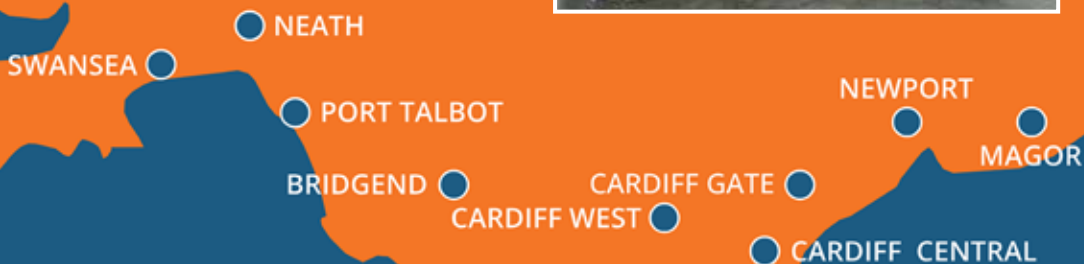 NEATH
SWANSEA
NEWPORT
PORT TALBOT
MAGOR
BRIDGEND
CARDIFF GATE
CARDIFF WEST
CARDIFF CENTRAL